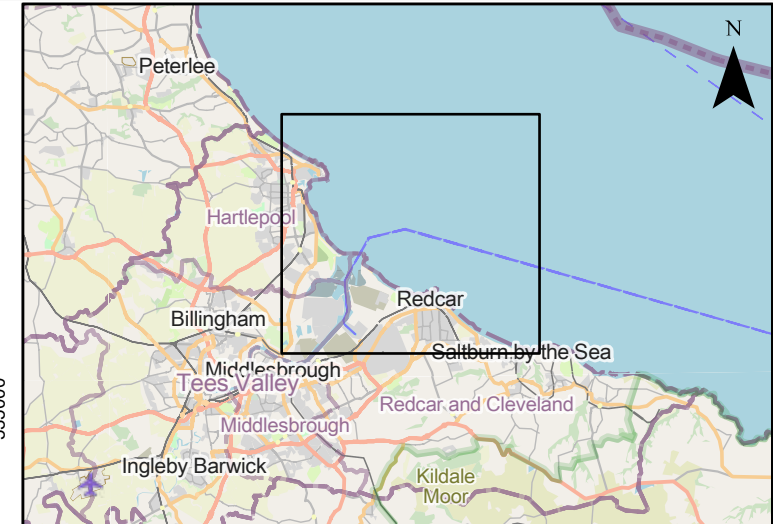 N
Peterlee
Hartlepool
Redcar
Billingham
Saltburn by the Sea
Middlesbrough
Tees Valley
Redcar and Cleveland
Middlesbrough
Ingleby Barwick
Kildale
Moor